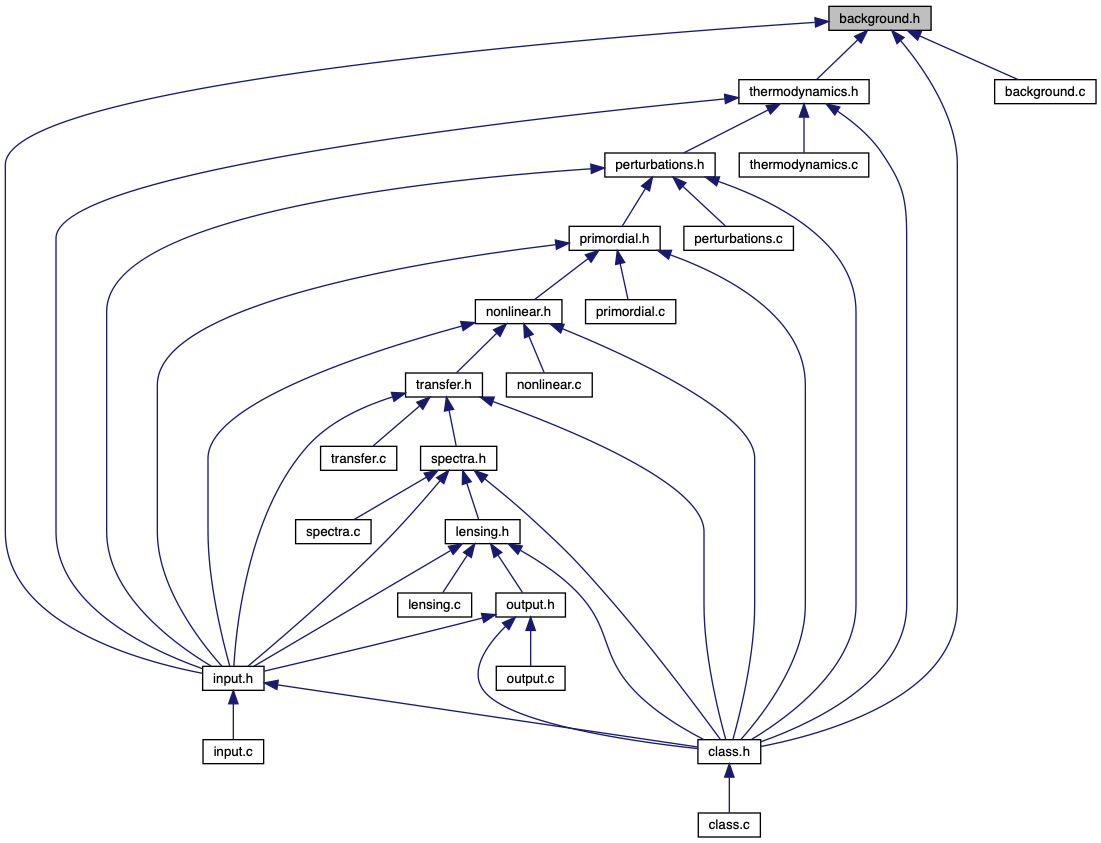 background.h
thermodynamics.h
background.c
perturbations.h
thermodynamics.c
primordial.h
perturbations.c
nonlinear.h
primordial.c
transfer.h
nonlinear.c
transfer.c
spectra.h
spectra.c
lensing.h
lensing.c
output.h
input.h
output.c
input.c
class.h
class.c